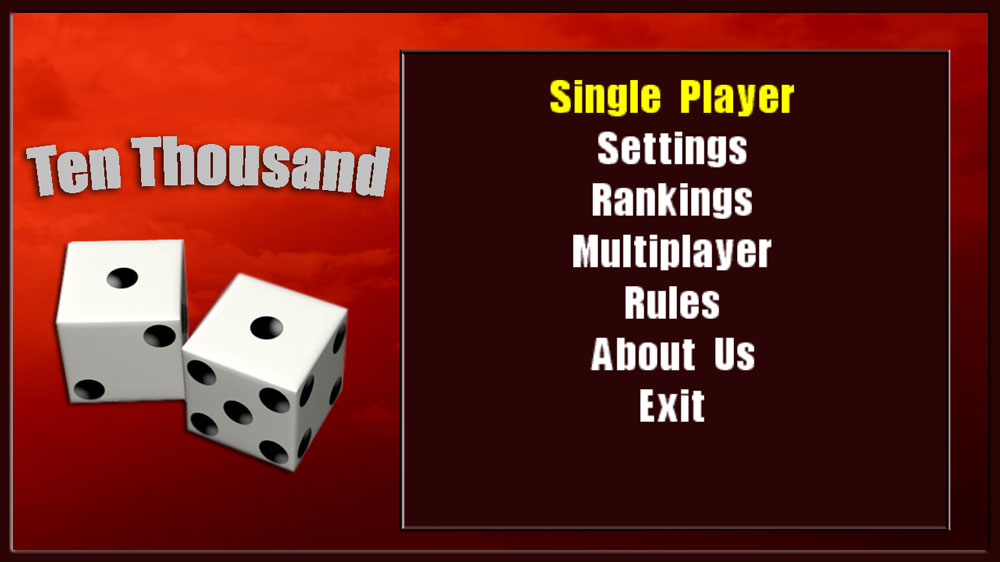 Ten Thousand
Single Player
Settings
Rankings
Multiplayer
Rules
About Us
Exit